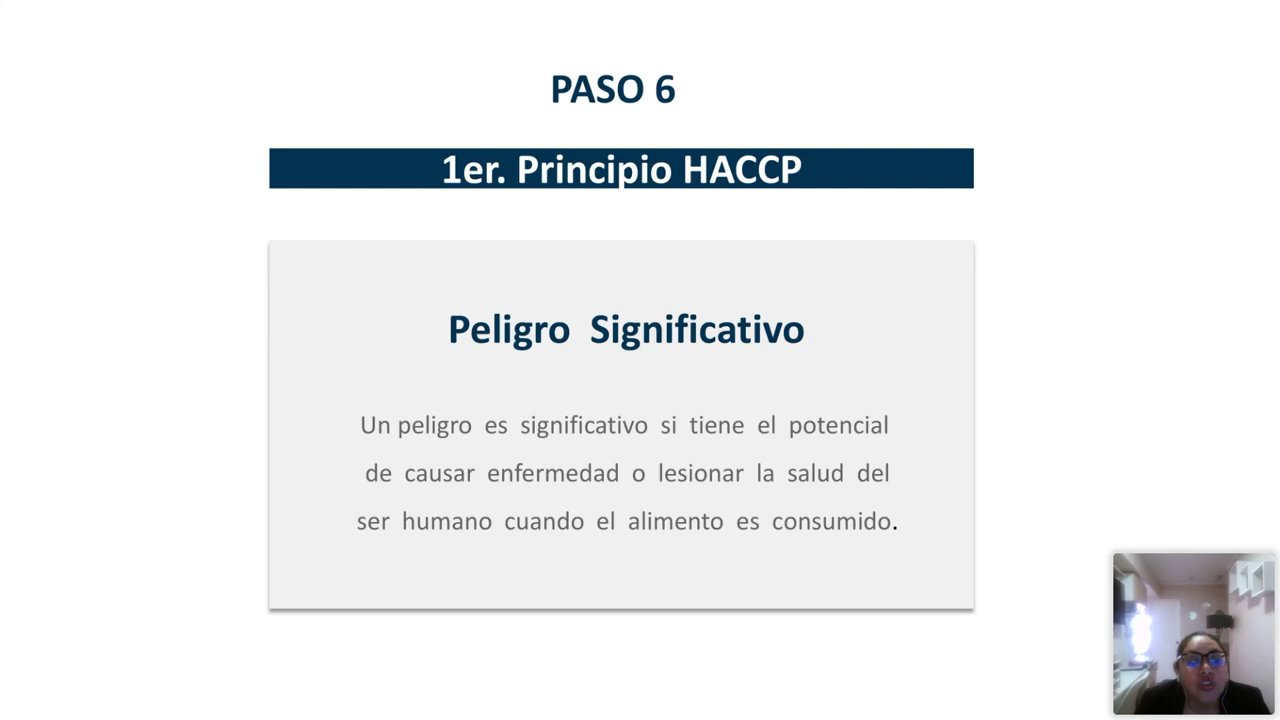 PASO 6
1er. Principio HACCP
Peligro Significativo
Un peligro es significativo si tiene el potencial
de causar enfermedad o lesionar la salud del
ser humano cuando el alimento es consumido.